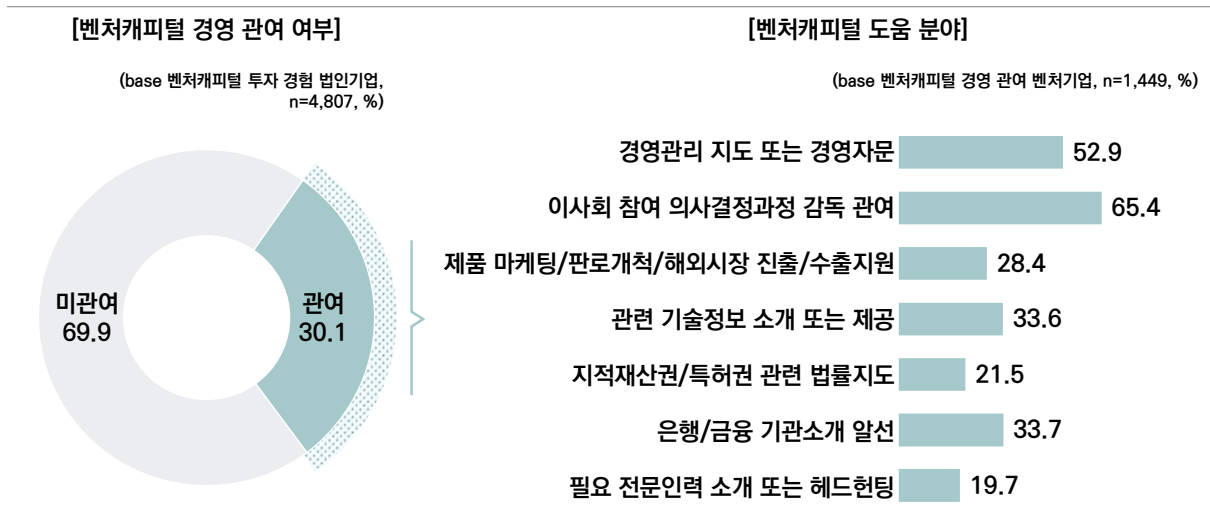 [벤처캐피털 경영 관여 여부]
(base 벤처캐피털 투자 경험 법인기업,
n=4,807, %)
미관여
69.9
관여
30.1
[벤처캐피털 도움 분야]
(base 벤처캐피털 경영 관여 벤처기업, n=1,449, %)
경영관리 지도 또는 경영자문 52.9
이사회 참여 의사결정과정 감독 관여 65.4
제품 마케팅/판로개척/해외시장 진출/수출지원 28.4
관련 기술정보 소개 또는 제공 33.6
지적재산권/특허권 관련 법률지도 21.5
은행/금융 기관소개 알선 33.7
필요 전문인력 소개 또는 헤드헌팅 19.7